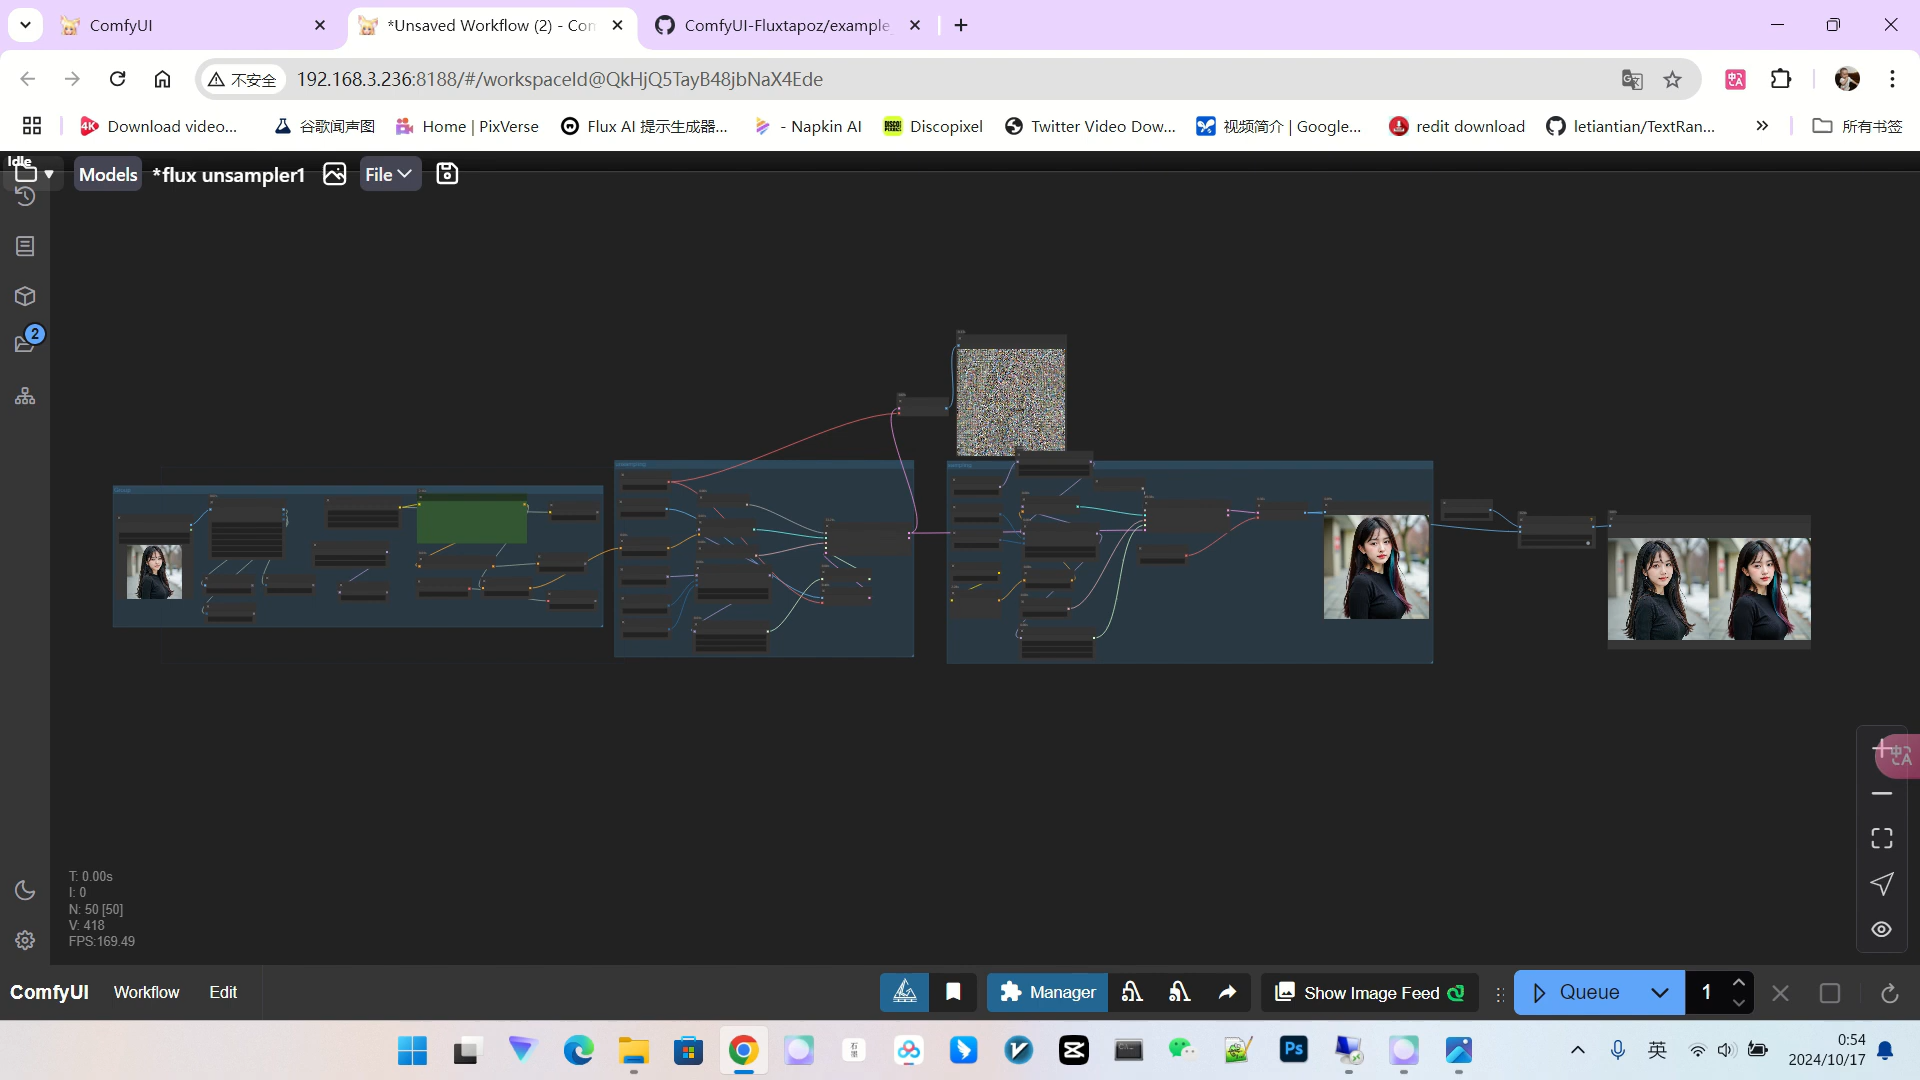 ComfyUI
*Unsaved Workflow (2) - Com
ComfyUI-Fluxtapoz/example
不安全
192.168.3.236:8188/#/workspaceId@QkHjQ5TayB48jbNaX4Ede
Download video...
谷歌闻声图
Home | PixVerse
Flux AI 提示生成器...
- Napkin AI
Discopixel
Twitter Video Dow...
视频简介 | Google...
redit download
letiantian/TextRan...
所有书签
Idle
Models
*flux unsampler1
File
2
T: 0.00s
I: 0
N: 50 [50]
V: 418
FPS:169.49
ComfyUI
Workflow
Edit
Manager
Show Image Feed
Queue
1
英
0:54
2024/10/17